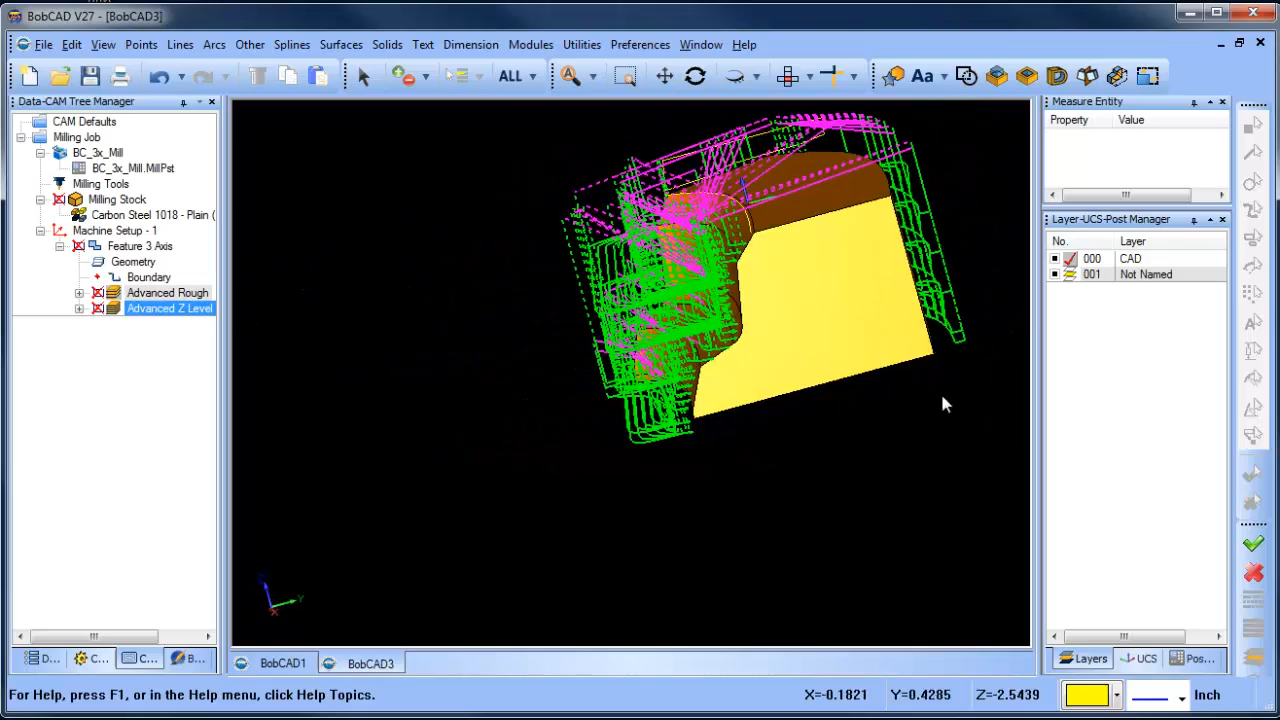 BobCAD V27 - [BobCAD3]
File Edit View Points Lines Arcs Other Splines Surfaces Solids Text Dimension Modules Utilities Preferences Window Help
ALL Aa
Data-CAM Tree Manager
CAM Defaults
Milling Job
BC_3x_Mill
BC_3x_Mill.MillPst
Milling Tools
Milling Stock
Carbon Steel 1018 - Plain (
Machine Setup - 1
Feature 3 Axis
Geometry
Boundary
Advanced Rough
Advanced Z Level
D... C... C... B...
Y
BobCAD1 BobCAD3
Measure Entity
Property Value
Layer-UCS-Post Manager
No. Layer
000 CAD
001 Not Named
Layers UCS Pos...
For Help, press F1, or in the Help menu, click Help Topics.
X=-0.1821 Y=0.4285 Z=-2.5439 Inch